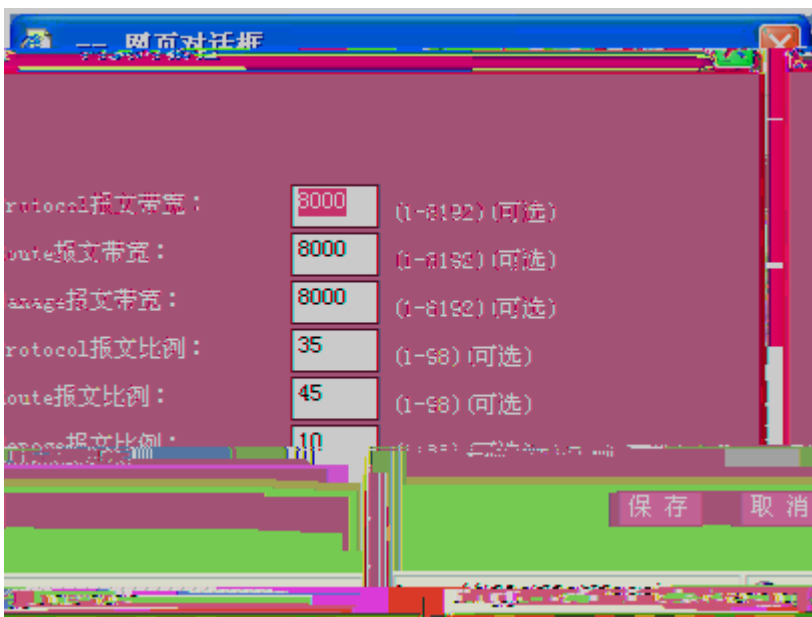 -- 网页对话框
rotocol报文带宽： 8000 (1-8192)(可选)
oute报文带宽： 8000 (1-8192)(可选)
anage报文带宽： 8000 (1-8192)(可选)
rotocol报文比例： 35 (1-98)(可选)
oute报文比例： 45 (1-98)(可选)
报文比例： 10
保存 取消